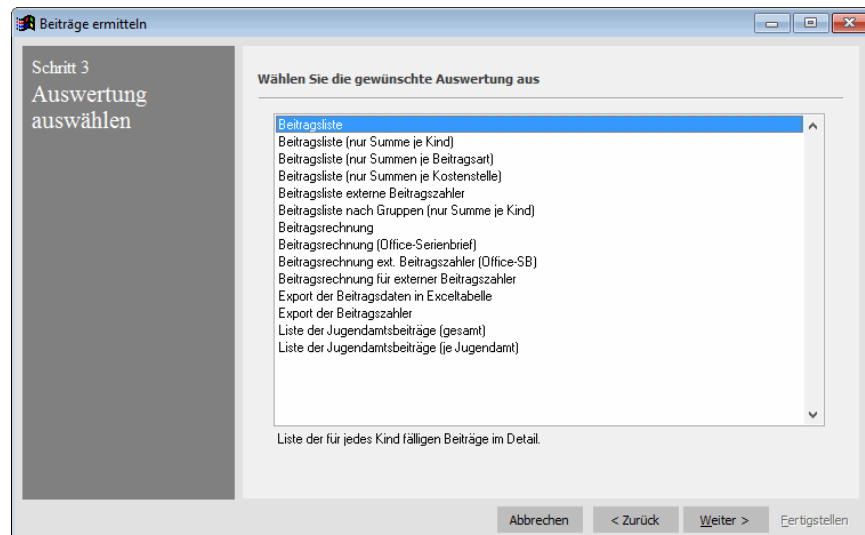 Beiträge ermitteln
Schritt 3
Auswertung
auswählen
Wählen Sie die gewünschte Auswertung aus
Beitragsliste
Beitragsliste (nur Summe je Kind)
Beitragsliste (nur Summen je Beitragsart)
Beitragsliste (nur Summen je Kostenstelle)
Beitragsliste externe Beitragszahler
Beitragsliste nach Gruppen (nur Summe je Kind)
Beitragsrechnung
Beitragsrechnung (Office-Serienbrief)
Beitragsrechnung ext. Beitragszahler (Office-SB)
Beitragsrechnung für externer Beitragszahler
Export der Beitragsdaten in Exceltabelle
Export der Beitragszahler
Liste der Jugendamtsbeiträge (gesamt)
Liste der Jugendamtsbeiträge (je Jugendamt)
Liste der für jedes Kind fälligen Beiträge im Detail.
Abbrechen < Zurück Weiter > Fertigstellen